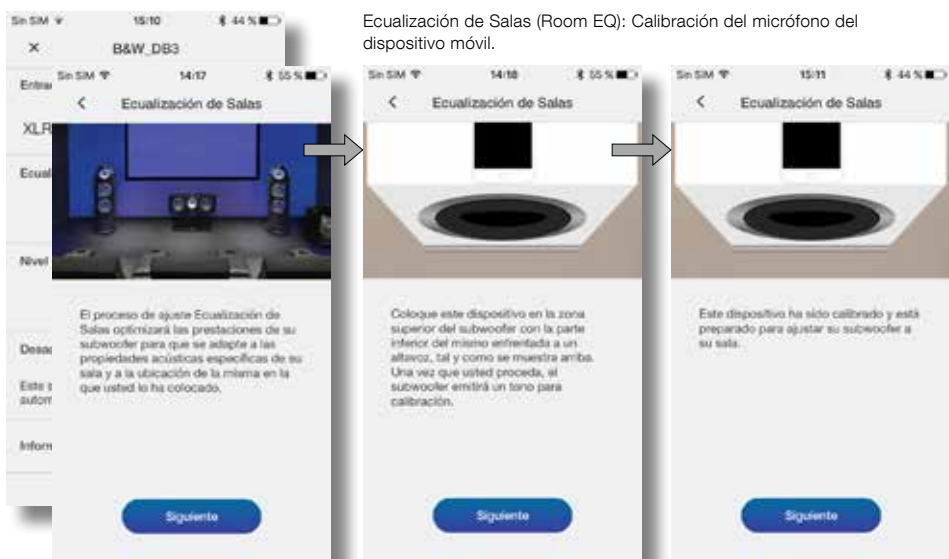 Ecualización de Salas (Room EQ): Calibración del micrófono del
dispositivo móvil.
Sin SIM 15:10 44 %
× B&W_DB3
XLR
Nivel
Este
Sin SIM 14:17 55 %
< Ecualización de Salas
El proceso de ajuste Ecualización de
Salas optimizará las prestaciones de su
subwoofer para que se adapte a las
propiedades acústicas específicas de su
sala y a la ubicación de la misma en la
que usted lo ha colocado.
Siguiente
Sin SIM 14:18 55 %
< Ecualización de Salas
Coloque este dispositivo en la zona
superior del subwoofer con la parte
inferior del mismo enfrentada a un
altavoz, tal y como se muestra arriba.
Una vez que usted proceda, el
subwoofer emitirá un tono para
calibración.
Siguiente
Sin SIM 15:11 44 %
< Ecualización de Salas
Este dispositivo ha sido calibrado y está
preparado para ajustar su subwoofer a
su sala.
Siguiente